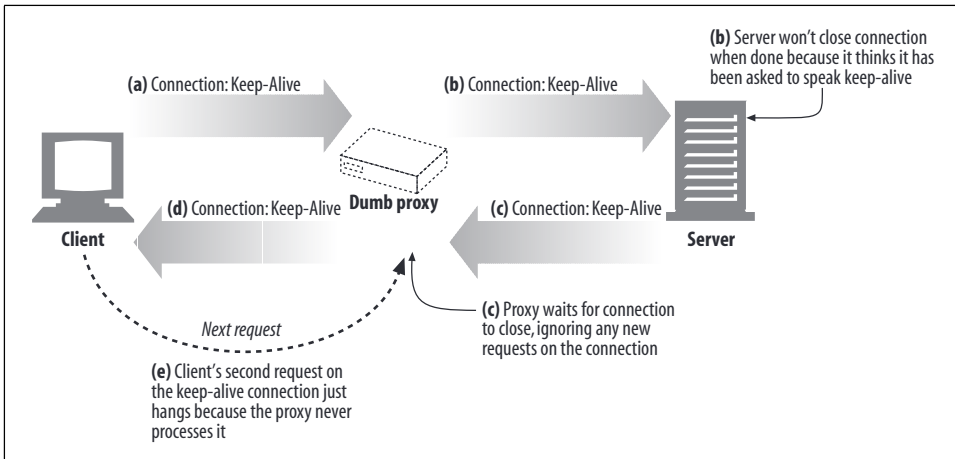 (b) Server won't close connection
when done because it thinks it has
been asked to speak keep-alive
(a) Connection: Keep-Alive
(b) Connection: Keep-Alive
Dumb proxy
(d) Connection: Keep-Alive
(c) Connection: Keep-Alive
Client
Server
(c) Proxy waits for connection
to close, ignoring any new
requests on the connection
Next request
(e) Client's second request on
the keep-alive connection just
hangs because the proxy never
processes it